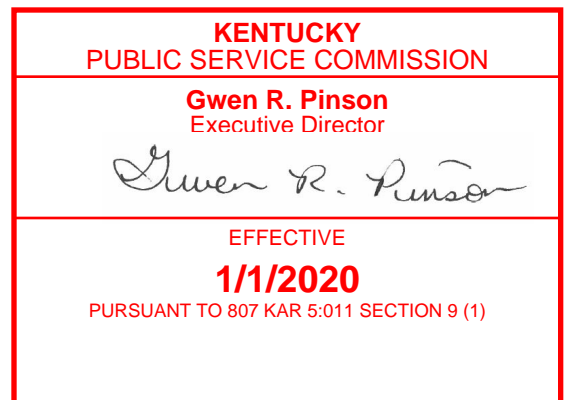 KENTUCKY
PUBLIC SERVICE COMMISSION
Gwen R. Pinson
Executive Director
Gwen R. Pinson
EFFECTIVE
1/1/2020
PURSUANT TO 807 KAR 5:011 SECTION 9 (1)